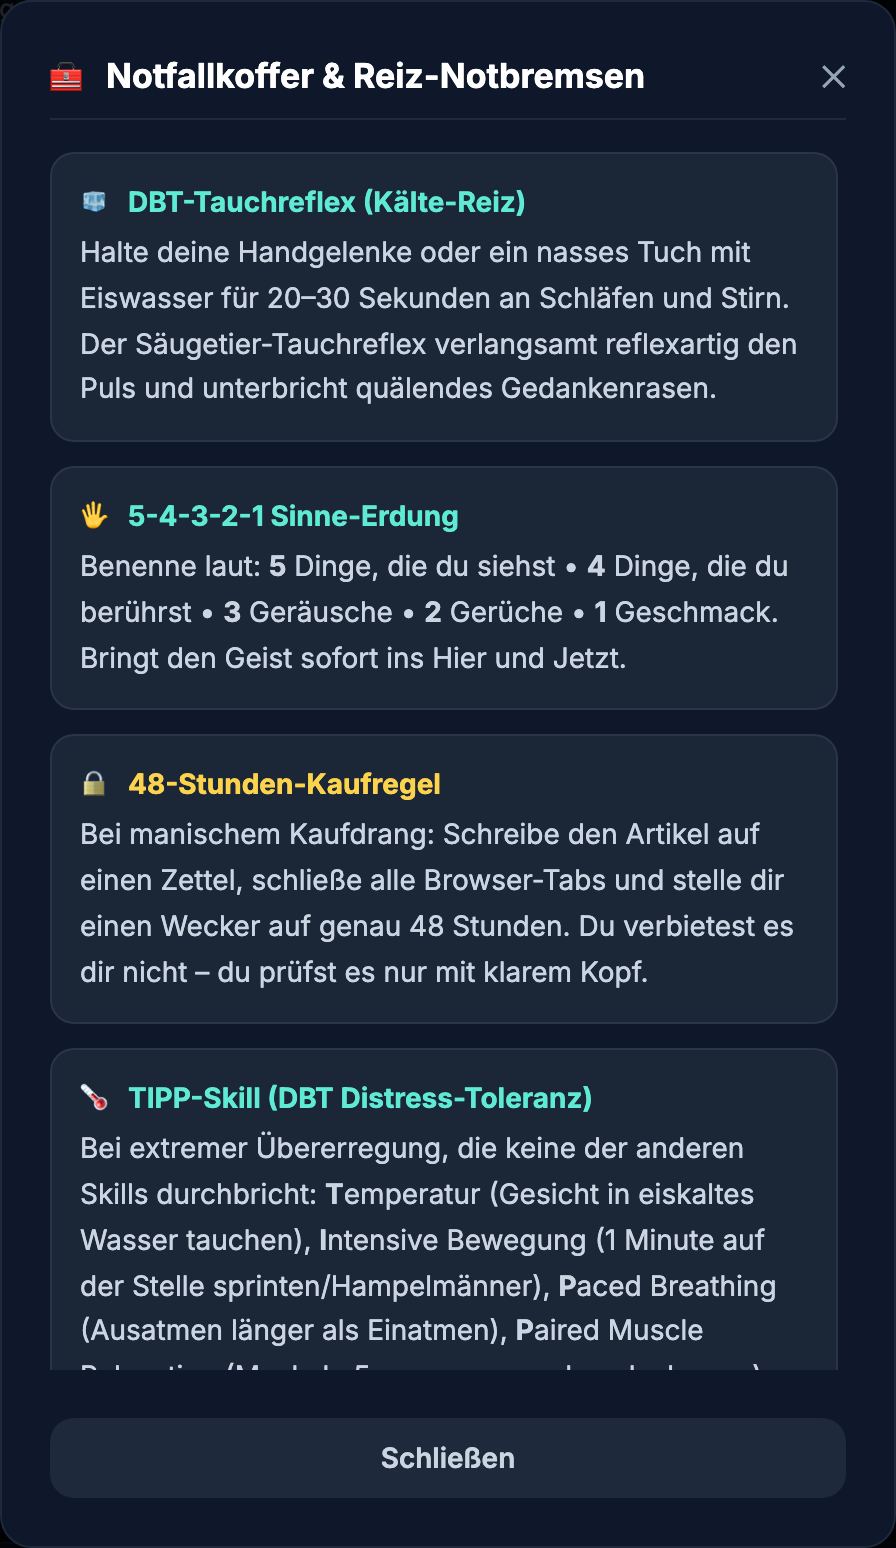 Notfallkoffer & Reiz-Notbremsen
DBT-Tauchreflex (Kälte-Reiz)
Halte deine Handgelenke oder ein nasses Tuch mit
Eiswasser für 20–30 Sekunden an Schläfen und Stirn.
Der Säugetier-Tauchreflex verlangsamt reflexartig den
Puls und unterbricht quälendes Gedankenrasen.
5-4-3-2-1 Sinne-Erdung
Benenne laut: 5 Dinge, die du siehst • 4 Dinge, die du
berührst • 3 Geräusche • 2 Gerüche • 1 Geschmack.
Bringt den Geist sofort ins Hier und Jetzt.
48-Stunden-Kaufregel
Bei manischem Kaufdrang: Schreibe den Artikel auf
einen Zettel, schließe alle Browser-Tabs und stelle dir
einen Wecker auf genau 48 Stunden. Du verbietest es
dir nicht – du prüfst es nur mit klarem Kopf.
TIPP-Skill (DBT Distress-Toleranz)
Bei extremer Übererregung, die keine der anderen
Skills durchbricht: Temperatur (Gesicht in eiskaltes
Wasser tauchen), Intensive Bewegung (1 Minute auf
der Stelle sprinten/Hampelmänner), Paced Breathing
(Ausatmen länger als Einatmen), Paired Muscle
Schließen